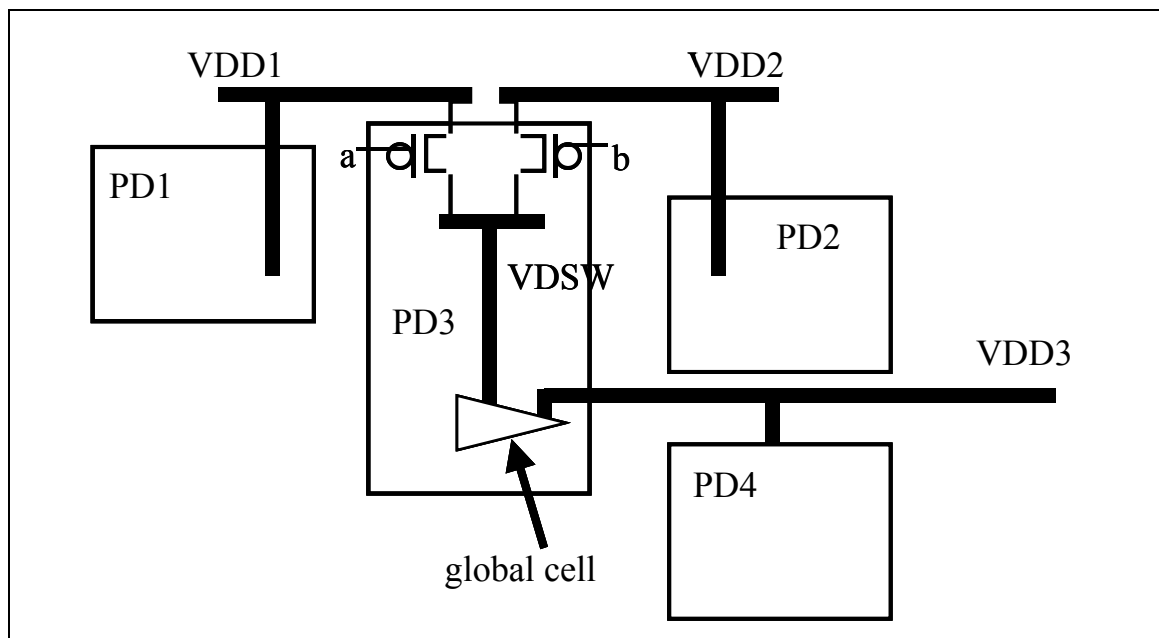 VDD1
VDD2
a
b
PD1
PD2
VDSW
PD3
VDD3
PD4
global cell